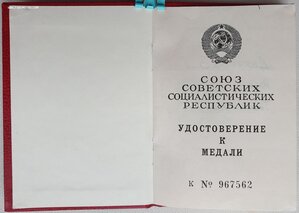 СОЮЗ
СОВЕТСКИХ
СОЦИАЛИСТИЧЕСКИХ
РЕСПУБЛИК
УДОСТОВЕРЕНИЕ
К
МЕДАЛИ
К № 967562